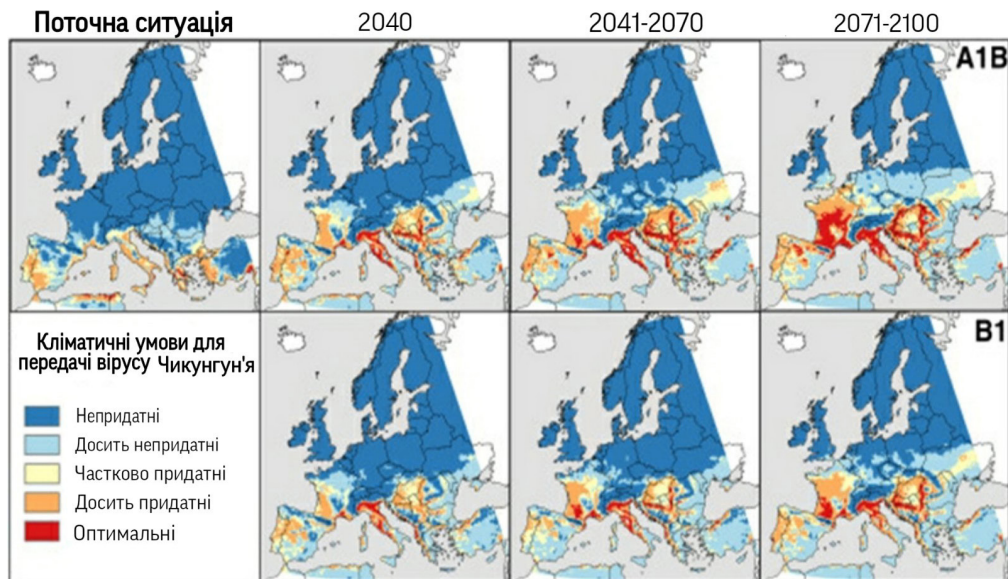 Поточна ситуація
2040
2041-2070
2071-2100
A1B
B1
Кліматичні умови для
передачі вірусу Чикунгун'я
Непридатні
Досить непридатні
Частково придатні
Досить придатні
Оптимальні